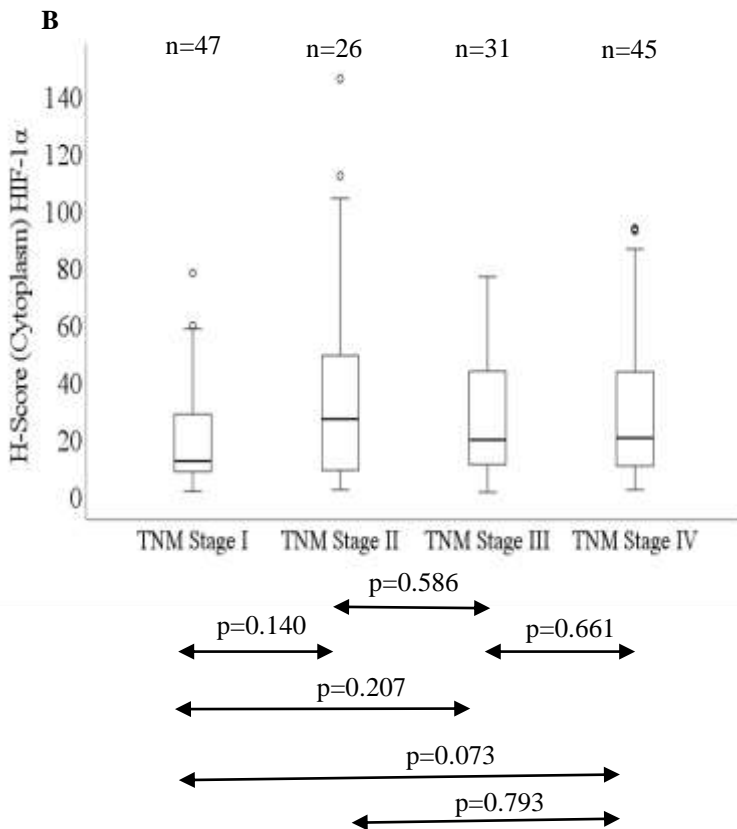 B
n=47 n=26 n=31 n=45
H-Score (Cytoplasm) HIF-1α
140
120
100
80
60
40
20
0
TNM Stage I TNM Stage II TNM Stage III TNM Stage IV
p=0.586
p=0.140 p=0.661
p=0.207
p=0.073
p=0.793